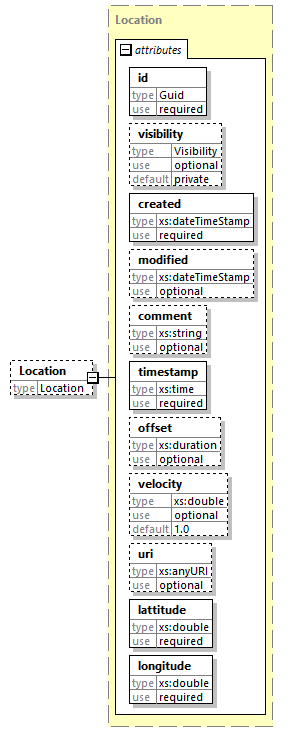 Location
attributes
id
type Guid
use required
visibility
type Visibility
use optional
default private
created
type xs:dateTimeStamp
use required
modified
type xs:dateTimeStamp
use optional
comment
type xs:string
use optional
Location
type Location
timestamp
type xs:time
use required
offset
type xs:duration
use optional
velocity
type xs:double
use optional
default 1.0
uri
type xs:anyURI
use optional
lattitude
type xs:double
use required
longitude
type xs:double
use required